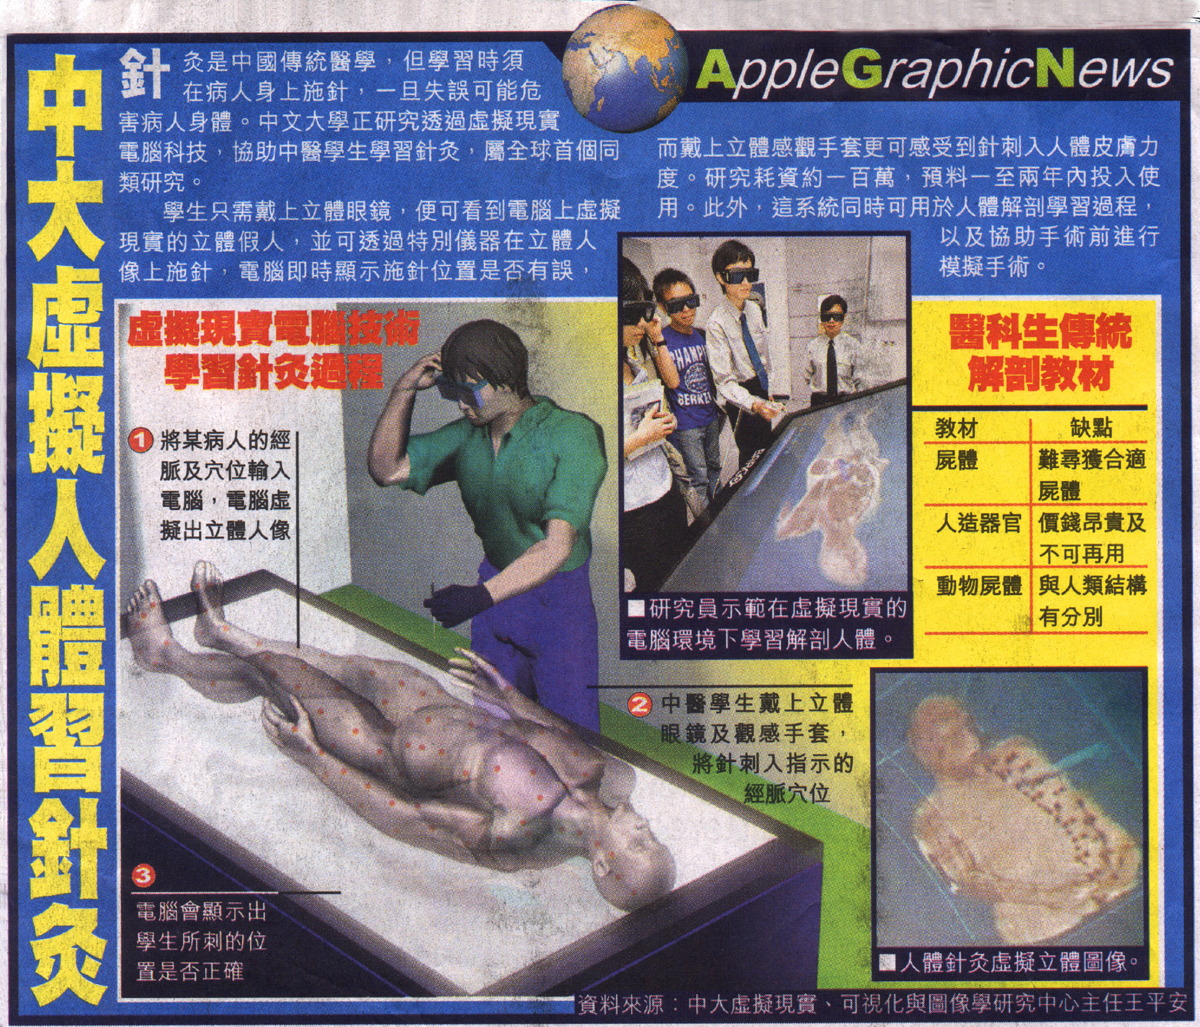 中大虛擬人體習針灸
AppleGraphicNews
針灸是中國傳統醫學，但學習時須
在病人身上施針，一旦失誤可能危
害病人身體。中文大學正研究透過虛擬現實
電腦科技，協助中醫學生學習針灸，屬全球首個同
類研究。
學生只需戴上立體眼鏡，便可看到電腦上虛擬
現實的立體假人，並可透過特別儀器在立體人
像上施針，電腦即時顯示施針位置是否有誤，
而戴上立體感觀手套更可感受到針刺入人體皮膚力
度。研究耗資約一百萬，預料一至兩年內投入使
用。此外，這系統同時可用於人體解剖學習過程，
以及協助手術前進行
模擬手術。
虛擬現實電腦技術
學習針灸過程
1 將某病人的經
脈及穴位輸入
電腦，電腦虛
擬出立體人像
2 中醫學生戴上立體
眼鏡及觀感手套，
將針刺入指示的
經脈穴位
3
電腦會顯示出
學生所刺的位
置是否正確
CHAMP
BERKE
■研究員示範在虛擬現實的
電腦環境下學習解剖人體。
醫科生傳統
解剖教材
教材 缺點
屍體 難尋獲合適
屍體
人造器官 價錢昂貴及
不可再用
動物屍體 與人類結構
有分別
■人體針灸虛擬立體圖像。
資料來源：中大虛擬現實、可視化與圖像學研究中心主任王平安